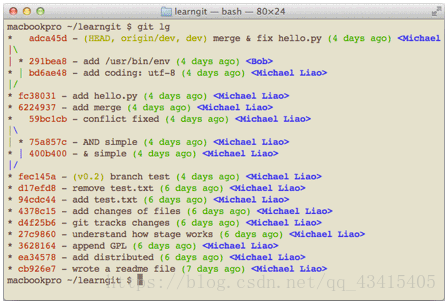 learngit — bash — 80×24
macbookpro ~/learngit $ git lg
* adca45d - (HEAD, origin/dev, dev) merge & fix hello.py (4 days ago) <Michael
|\
| * 291bea8 - add /usr/bin/env (4 days ago) <Bob>
* | bd6ae48 - add coding: utf-8 (4 days ago) <Michael Liao>
|/
* fc38031 - add hello.py (4 days ago) <Michael Liao>
* 6224937 - add merge (4 days ago) <Michael Liao>
* 59bc1cb - conflict fixed (4 days ago) <Michael Liao>
|\
| * 75a857c - AND simple (4 days ago) <Michael Liao>
* | 400b400 - & simple (4 days ago) <Michael Liao>
|/
* fec145a - (v0.2) branch test (4 days ago) <Michael Liao>
* d17efd8 - remove test.txt (6 days ago) <Michael Liao>
* 94cdc44 - add test.txt (6 days ago) <Michael Liao>
* 4378c15 - add changes of files (6 days ago) <Michael Liao>
* d4f25b6 - git tracks changes (6 days ago) <Michael Liao>
* 27c9860 - understand how stage works (6 days ago) <Michael Liao>
* 3628164 - append GPL (6 days ago) <Michael Liao>
* ea34578 - add distributed (6 days ago) <Michael Liao>
* cb926e7 - wrote a readme file (7 days ago) <Michael Liao>
macbookpro ~/learngit $
https://blog.csdn.net/qq_43415405